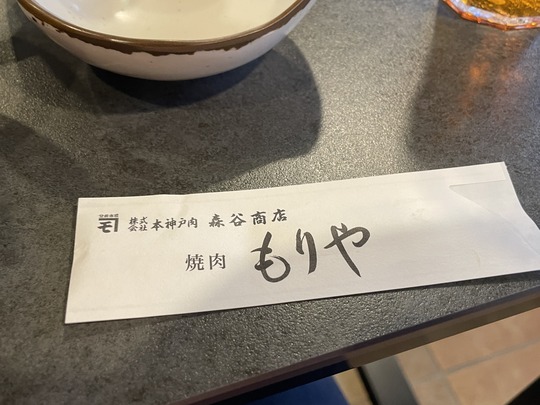 株式会社 本神戸肉 森谷商店
焼肉 もりや